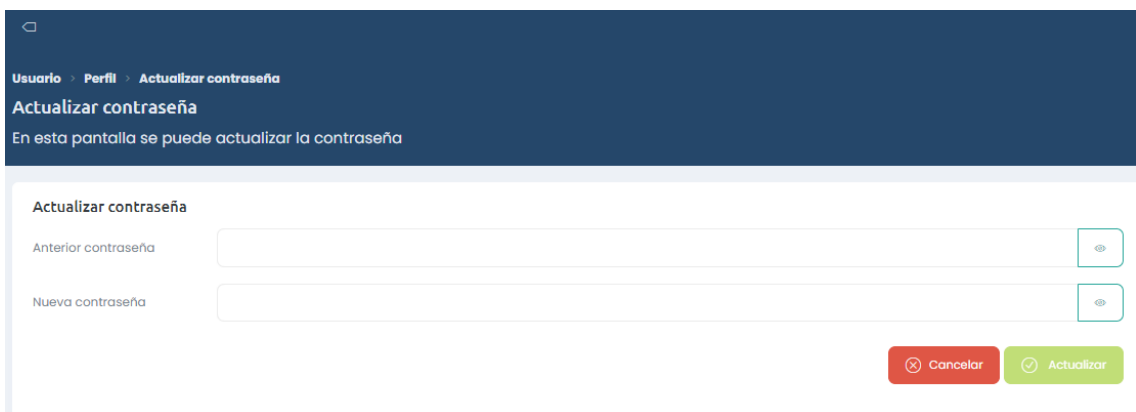 Usuario > Perfil > Actualizar contraseña
Actualizar contraseña
En esta pantalla se puede actualizar la contraseña
Actualizar contraseña
Anterior contraseña
Nueva contraseña
Cancelar Actualizar